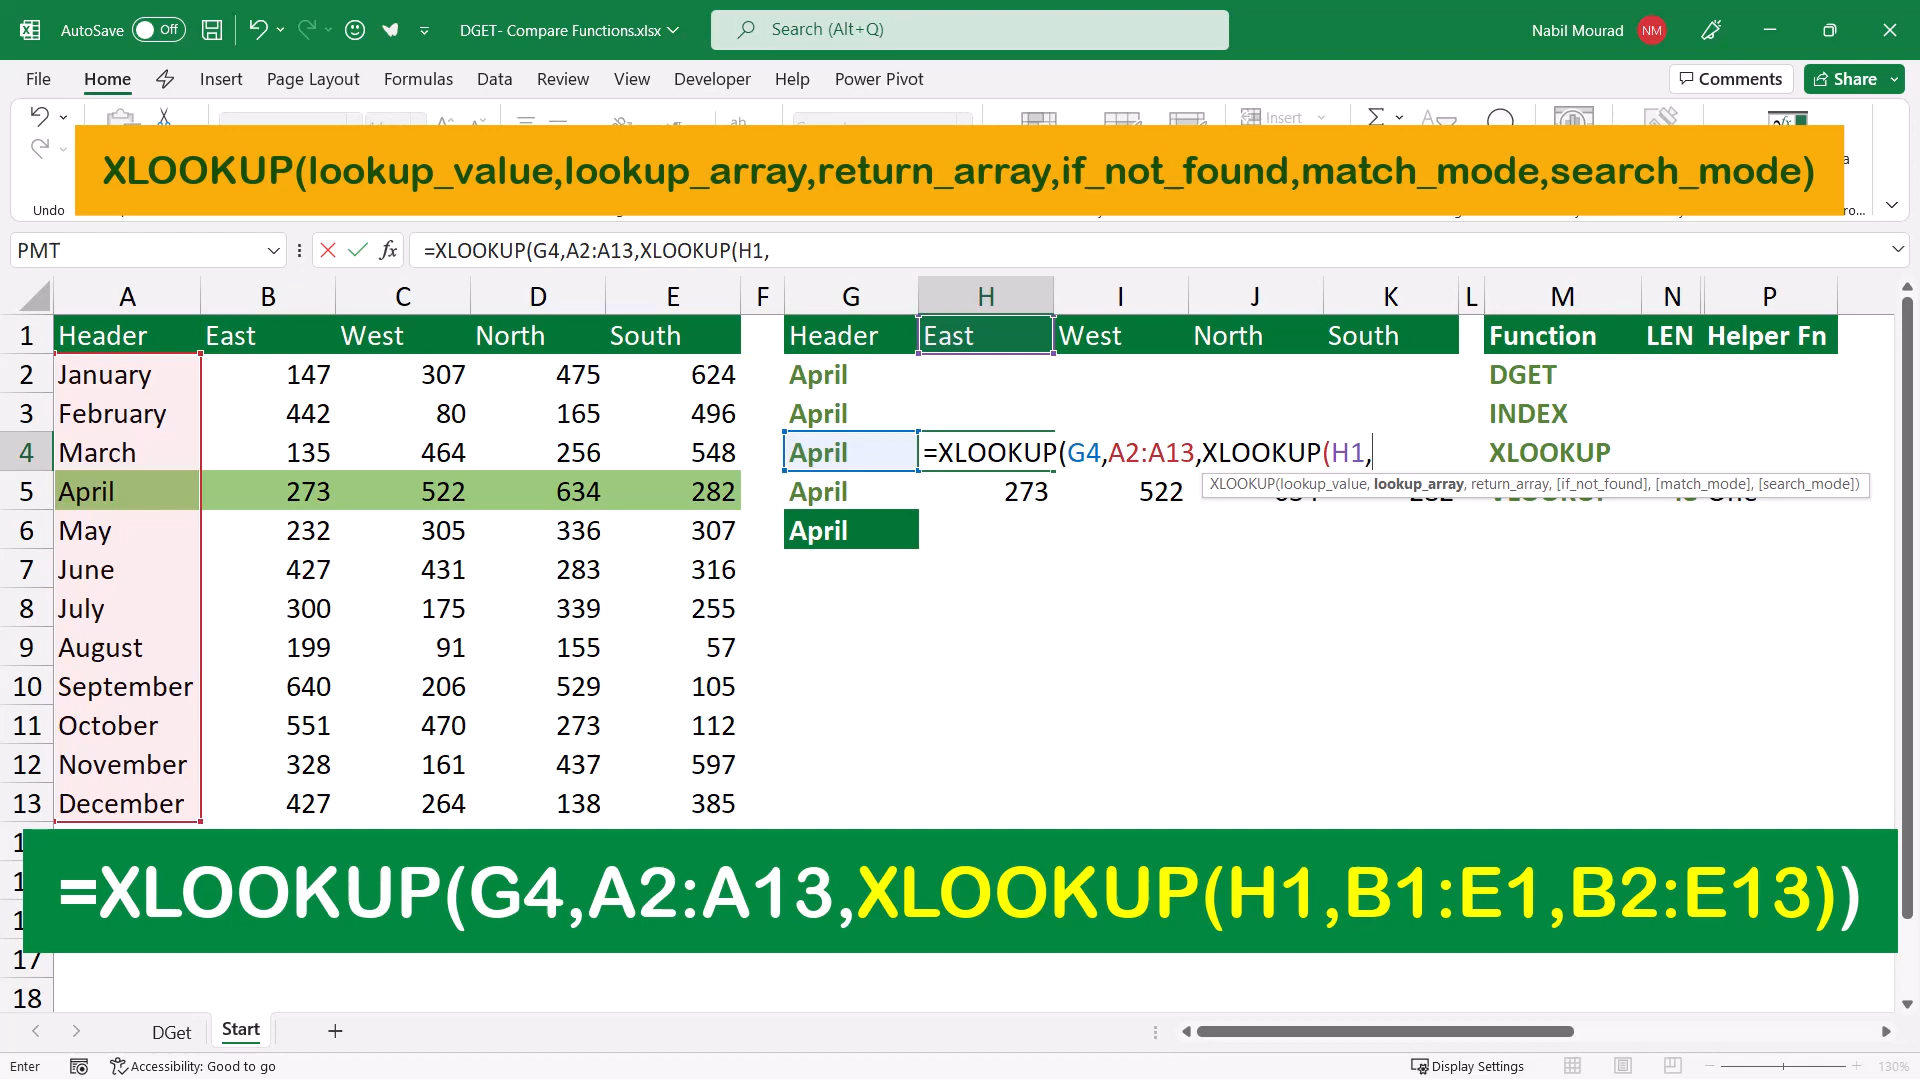 AutoSave Off DGET- Compare Functions.xlsx Search (Alt+Q) Nabil Mourad NM
File Home Insert Page Layout Formulas Data Review View Developer Help Power Pivot Comments Share
Insert
XLOOKUP(lookup_value,lookup_array,return_array,if_not_found,match_mode,search_mode)
Undo
PMT fx =XLOOKUP(G4,A2:A13,XLOOKUP(H1,
A B C D E F G H I J K L M N P
1 Header East West North South Header East West North South Function LEN Helper Fn
2 January 147 307 475 624 April DGET
3 February 442 80 165 496 April INDEX
4 March 135 464 256 548 April =XLOOKUP(G4,A2:A13,XLOOKUP(H1, XLOOKUP
XLOOKUP(lookup_value, lookup_array, return_array, [if_not_found], [match_mode], [search_mode])
5 April 273 522 634 282 April 273 522
6 May 232 305 336 307 April
7 June 427 431 283 316
8 July 300 175 339 255
9 August 199 91 155 57
10 September 640 206 529 105
11 October 551 470 273 112
12 November 328 161 437 597
13 December 427 264 138 385
=XLOOKUP(G4,A2:A13,XLOOKUP(H1,B1:E1,B2:E13))
17
18
DGet Start
Enter Accessibility: Good to go Display Settings 130%